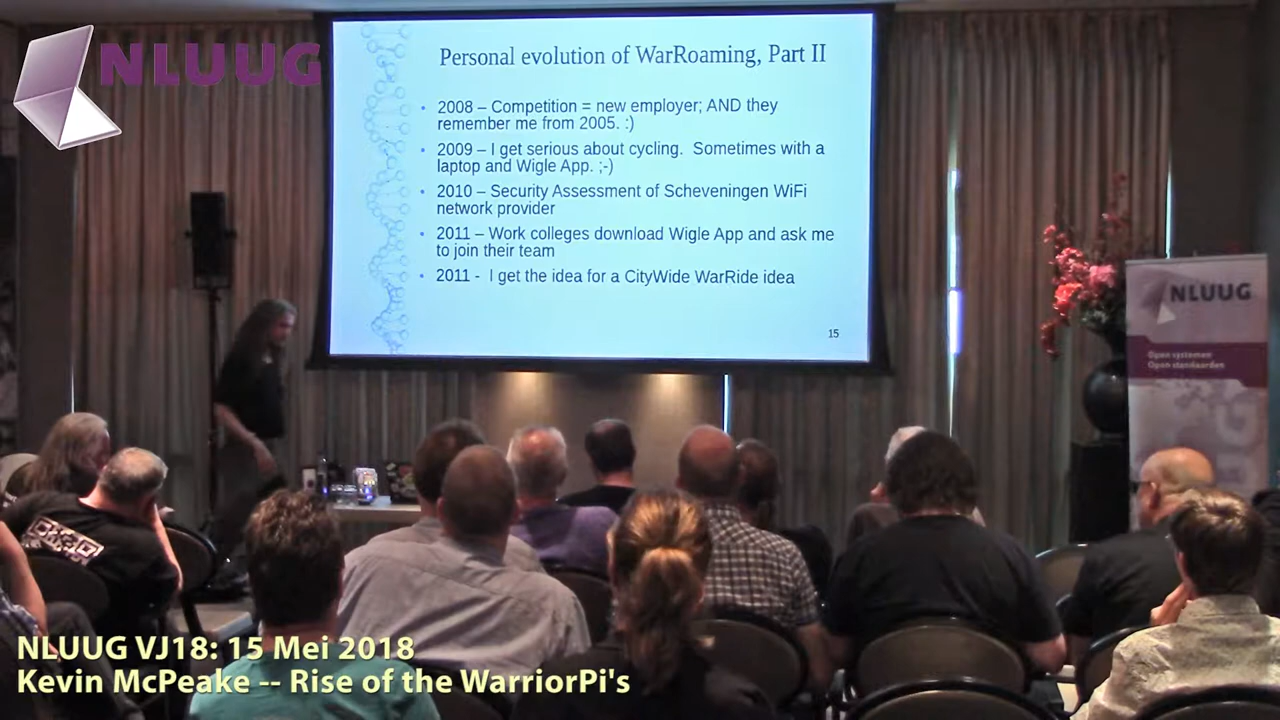 NLUUG
Personal evolution of WarRoaming, Part II
• 2008 – Competition = new employer; AND they
remember me from 2005. :)
• 2009 – I get serious about cycling. Sometimes with a
laptop and Wigle App. ;-)
• 2010 – Security Assessment of Scheveningen WiFi
network provider
• 2011 – Work colleges download Wigle App and ask me
to join their team
• 2011 - I get the idea for a CityWide WarRide idea
15
NLUUG
Open systemen
Open standaarden
NLUUG VJ18: 15 Mei 2018
Kevin McPeake -- Rise of the WarriorPi's